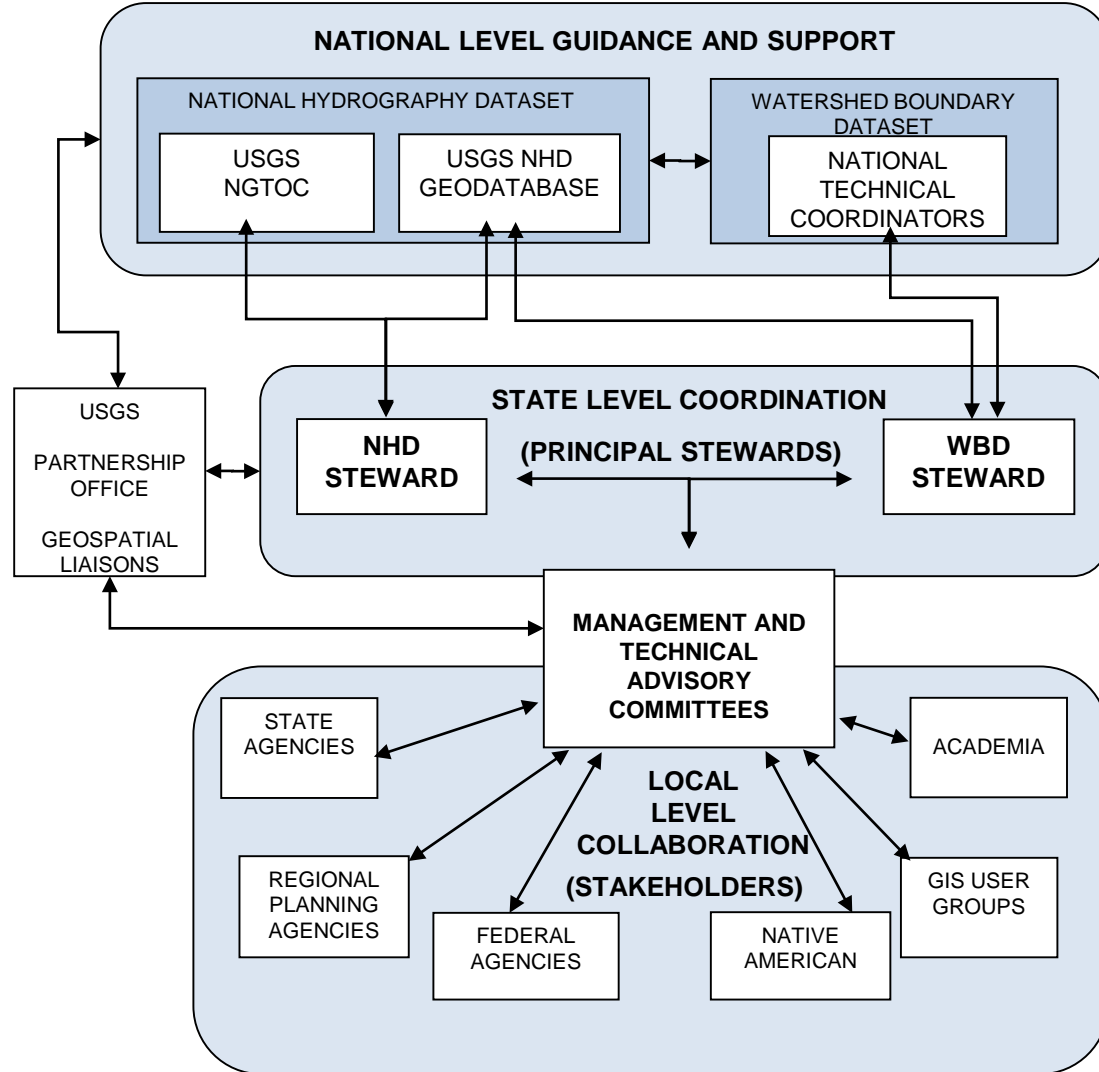 NATIONAL LEVEL GUIDANCE AND SUPPORT
NATIONAL HYDROGRAPHY DATASET
USGS
NGTOC
USGS NHD
GEODATABASE
WATERSHED BOUNDARY
DATASET
NATIONAL
TECHNICAL
COORDINATORS
USGS
PARTNERSHIP
OFFICE
GEOSPATIAL
LIAISONS
STATE LEVEL COORDINATION
(PRINCIPAL STEWARDS)
NHD
STEWARD
WBD
STEWARD
MANAGEMENT AND
TECHNICAL
ADVISORY
COMMITTEES
STATE
AGENCIES
ACADEMIA
LOCAL
LEVEL
COLLABORATION
(STAKEHOLDERS)
REGIONAL
PLANNING
AGENCIES
FEDERAL
AGENCIES
NATIVE
AMERICAN
GIS USER
GROUPS